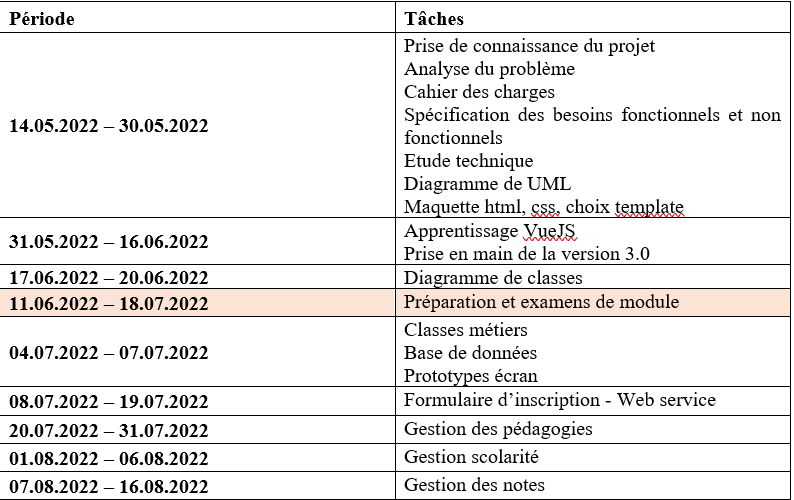 Période
Tâches
14.05.2022 – 30.05.2022
Prise de connaissance du projet
Analyse du problème
Cahier des charges
Spécification des besoins fonctionnels et non
fonctionnels
Etude technique
Diagramme de UML
Maquette html, css, choix template
31.05.2022 – 16.06.2022
Apprentissage VueJS
Prise en main de la version 3.0
17.06.2022 – 20.06.2022
Diagramme de classes
11.06.2022 – 18.07.2022
Préparation et examens de module
04.07.2022 – 07.07.2022
Classes métiers
Base de données
Prototypes écran
08.07.2022 – 19.07.2022
Formulaire d’inscription - Web service
20.07.2022 – 31.07.2022
Gestion des pédagogies
01.08.2022 – 06.08.2022
Gestion scolarité
07.08.2022 – 16.08.2022
Gestion des notes